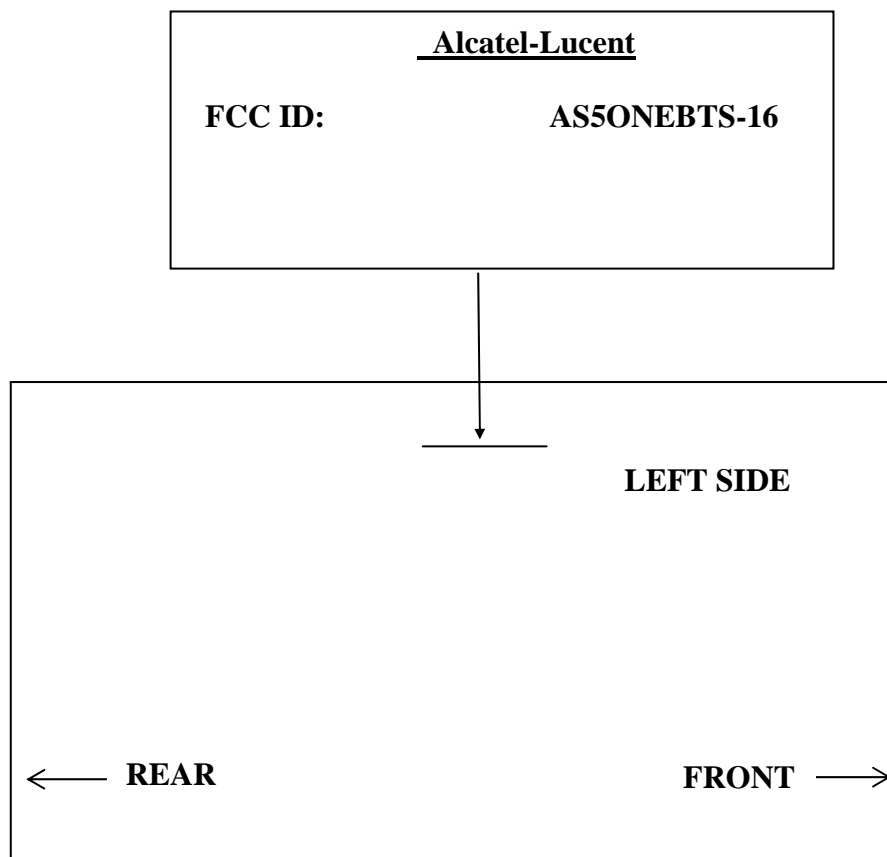 Alcatel-Lucent
FCC ID: AS5ONEBTS-16
LEFT SIDE
REAR FRONT